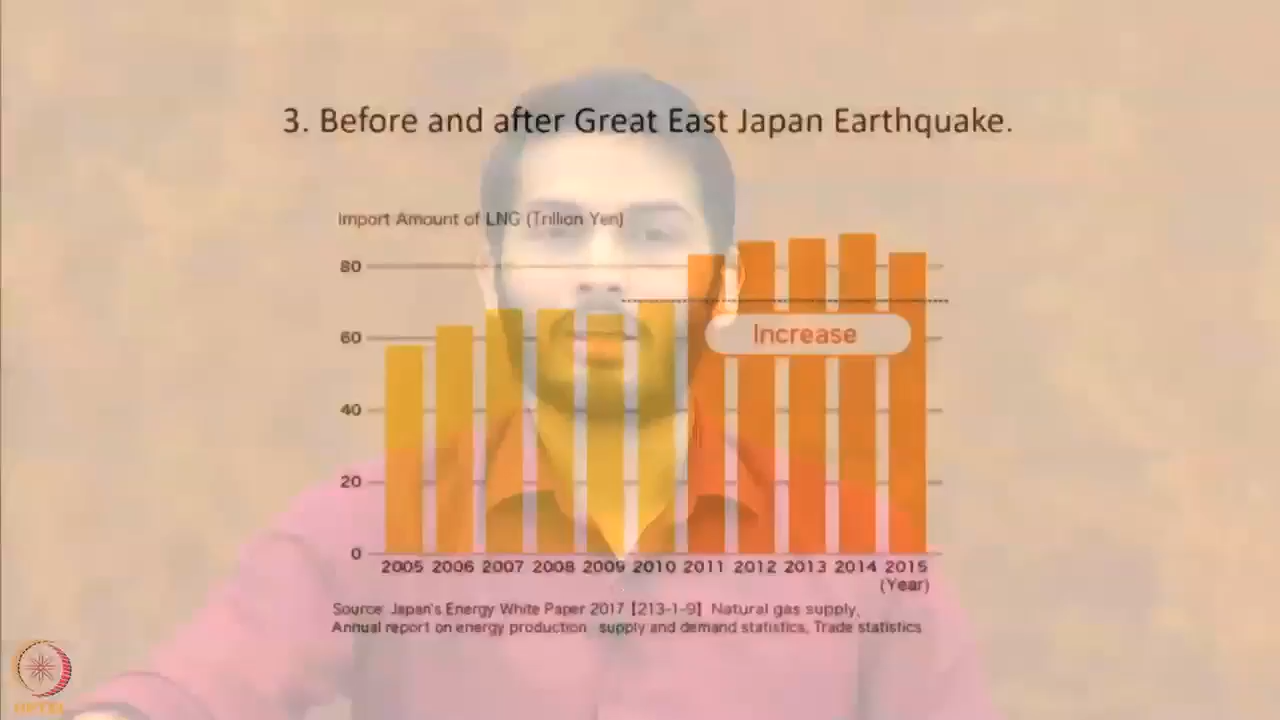 3. Before and after Great East Japan Earthquake.
Import Amount of LNG (Trillion Yen)
80
60
Increase
40
20
0
2005 2006 2007 2008 2009 2010 2011 2012 2013 2014 2015
(Year)
Source: Japan's Energy White Paper 2017 【213-1-9】 Natural gas supply,
Annual report on energy production supply and demand statistics, Trade statistics
NPTEL